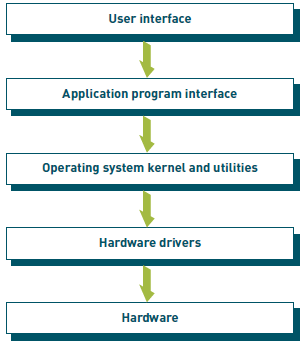 User interface
Application program interface
Operating system kernel and utilities
Hardware drivers
Hardware